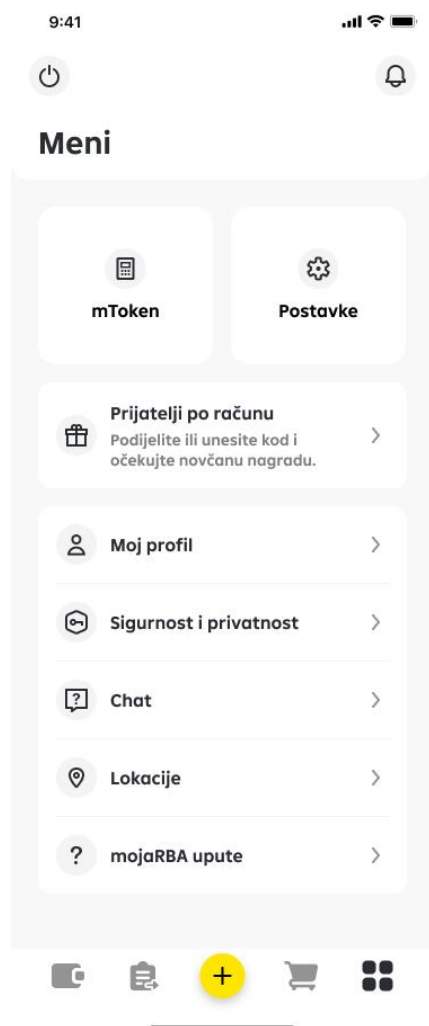 9:41
Meni
mToken
Postavke
Prijatelji po računu
Podijelite ili unesite kod i
očekujte novčanu nagradu.
Moj profil
Sigurnost i privatnost
Chat
Lokacije
? mojaRBA upute